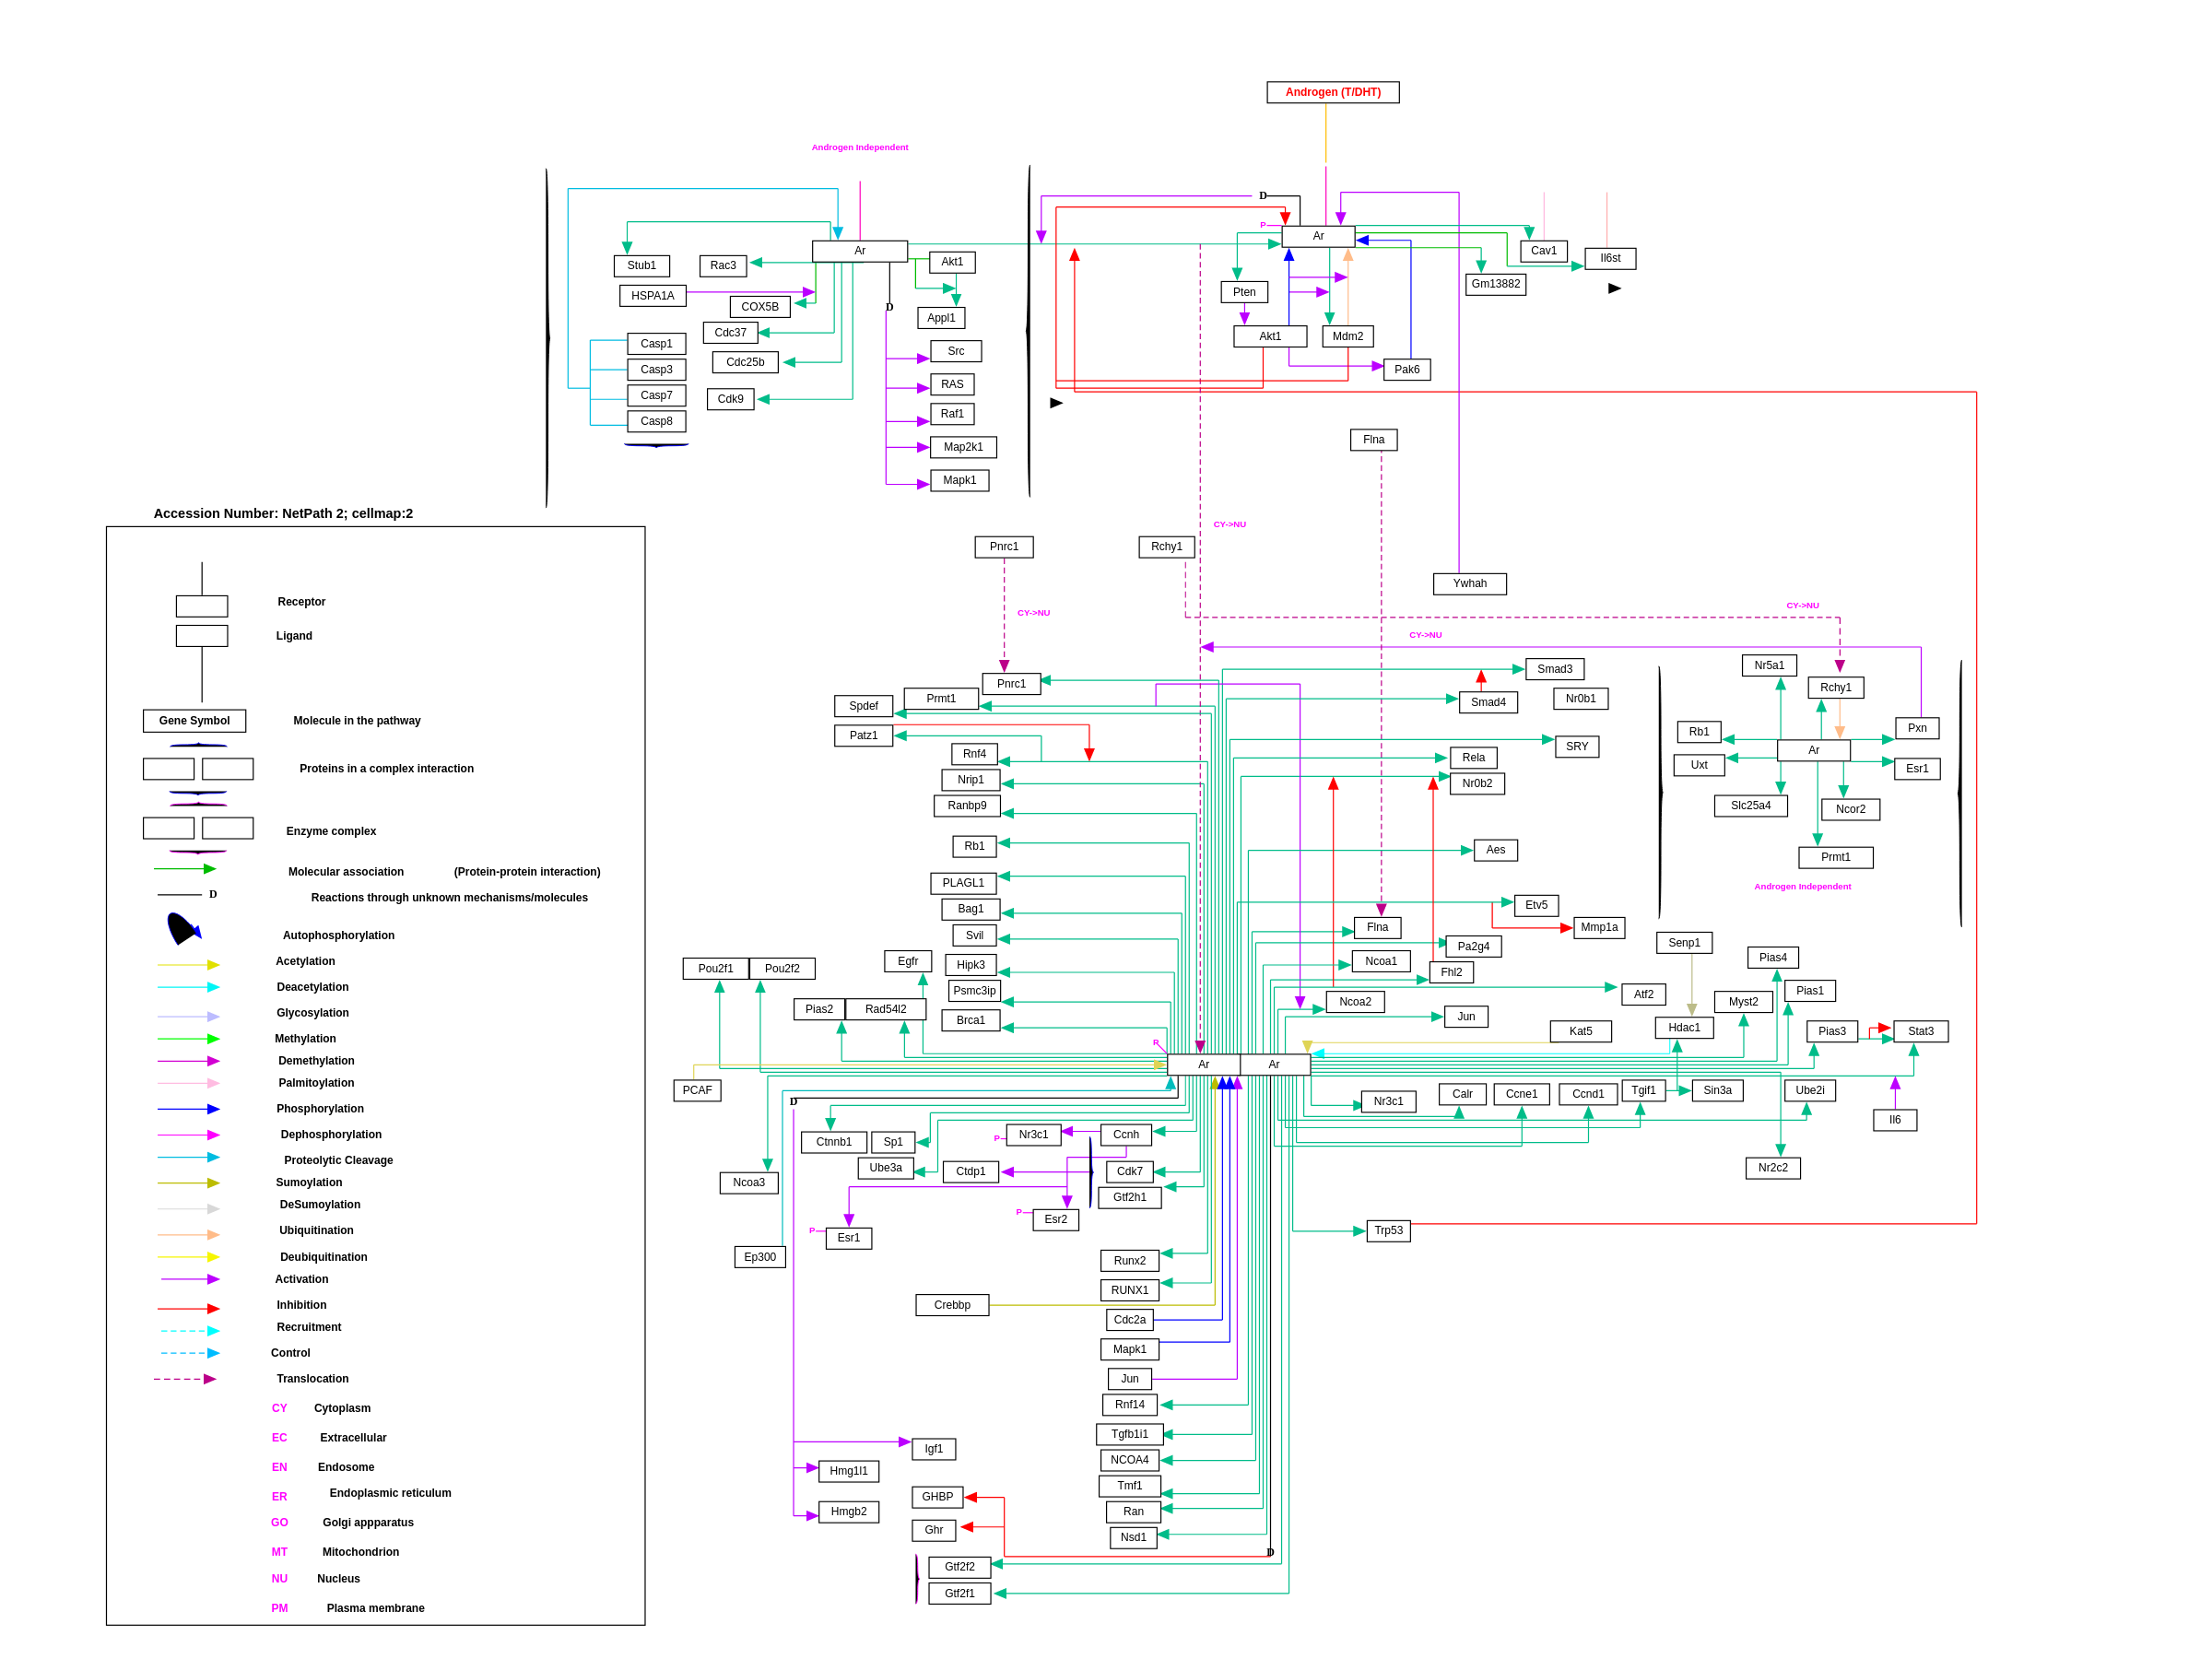 Androgen (T/DHT)
Androgen Independent
D
P
Ar
Ar
Stub1
Rac3
Akt1
Cav1
Il6st
HSPA1A
COX5B
Pten
Gm13882
Appl1
D
Cdc37
Akt1
Mdm2
Casp1
Src
Cdc25b
Casp3
Pak6
RAS
Casp7
Cdk9
Raf1
Casp8
Flna
Map2k1
Mapk1
Accession Number: NetPath 2; cellmap:2
CY->NU
Pnrc1
Rchy1
Ywhah
CY->NU
CY->NU
CY->NU
Receptor
Ligand
Gene Symbol
Molecule in the pathway
Proteins in a complex interaction
Enzyme complex
Molecular association (Protein-protein interaction)
D
Reactions through unknown mechanisms/molecules
Autophosphorylation
Acetylation
Deacetylation
Glycosylation
Methylation
Demethylation
Palmitoylation
Phosphorylation
Dephosphorylation
Proteolytic Cleavage
Sumoylation
DeSumoylation
Ubiquitination
Deubiquitination
Activation
Inhibition
Recruitment
Control
Translocation
CY Cytoplasm
EC Extracellular
EN Endosome
ER Endoplasmic reticulum
GO Golgi appparatus
MT Mitochondrion
NU Nucleus
PM Plasma membrane
Pnrc1
Prmt1
Spdef
Patz1
Rnf4
Nrip1
Ranbp9
Rb1
PLAGL1
Bag1
Svil
Egfr
Hipk3
Pou2f1
Pou2f2
Psmc3ip
Pias2
Rad54l2
Brca1
Smad3
Smad4
Nr0b1
SRY
Rela
Nr0b2
Aes
Etv5
Flna
Mmp1a
Pa2g4
Ncoa1
Fhl2
Ncoa2
Atf2
Jun
Kat5
Nr5a1
Rchy1
Rb1
Pxn
Ar
Uxt
Esr1
Slc25a4
Ncor2
Prmt1
Androgen Independent
Senp1
Pias4
Pias1
Myst2
Hdac1
Pias3
Stat3
P
Ar
Ar
PCAF
D
Nr3c1
Calr
Ccne1
Ccnd1
Tgif1
Sin3a
Ube2i
Il6
Nr2c2
Ctnnb1
Sp1
P
Nr3c1
Ccnh
Ube3a
Ctdp1
Cdk7
Ncoa3
Gtf2h1
P
Esr2
P
Esr1
Trp53
Ep300
Runx2
RUNX1
Crebbp
Cdc2a
Mapk1
Jun
Rnf14
Tgfb1i1
Igf1
NCOA4
Hmg1l1
Tmf1
GHBP
Hmgb2
Ran
Ghr
Nsd1
D
Gtf2f2
Gtf2f1